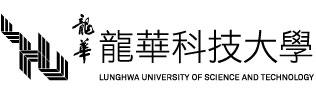 龍華
龍華科技大學
LUNGHWA UNIVERSITY OF SCIENCE AND TECHNOLOGY